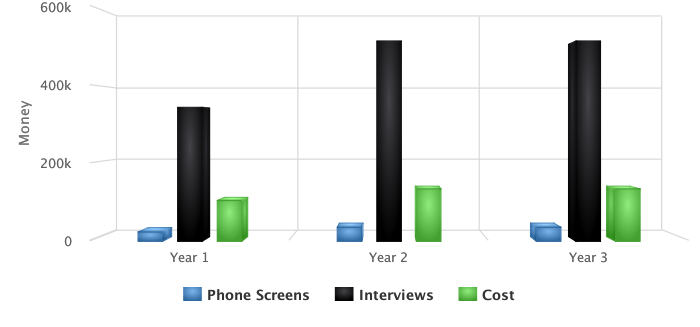 600k
400k
Money
200k
0
Year 1 Year 2 Year 3
Phone Screens Interviews Cost